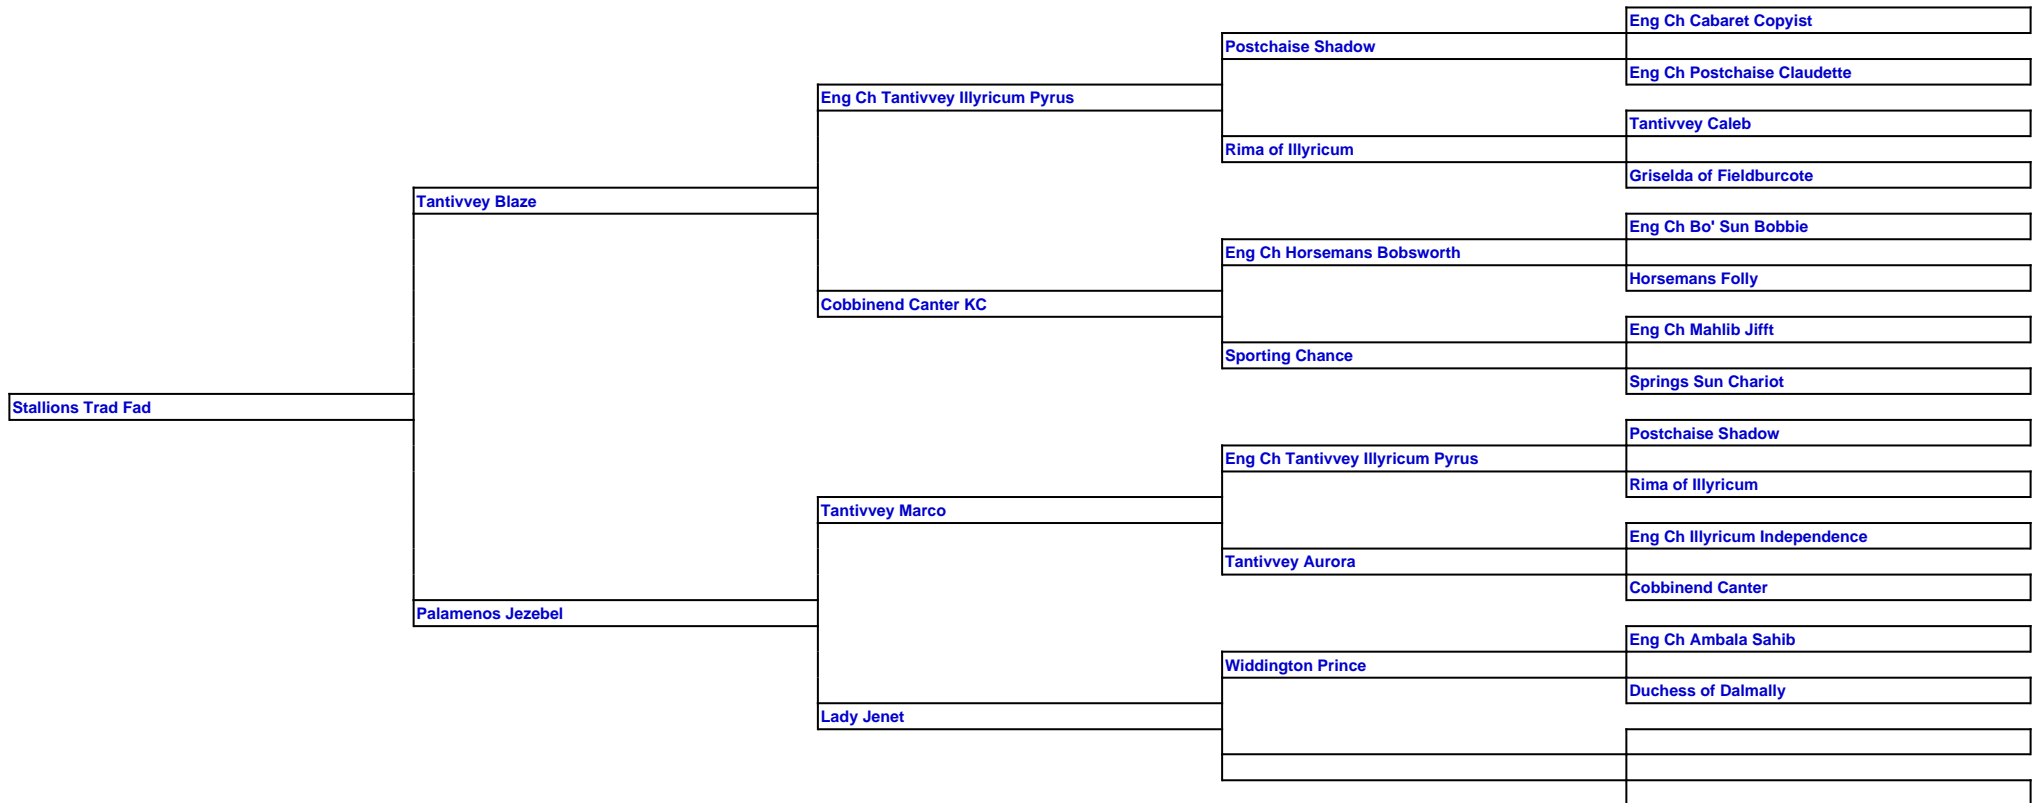 Eng Ch Cabaret Copyist
Postchaise Shadow
Eng Ch Postchaise Claudette
Eng Ch Tantivvey Illyricum Pyrus
Tantivvey Caleb
Rima of Illyricum
Griselda of Fieldburcote
Tantivvey Blaze
Eng Ch Bo' Sun Bobbie
Eng Ch Horsemans Bobsworth
Horsemans Folly
Cobbinend Canter KC
Eng Ch Mahlib Jifft
Sporting Chance
Springs Sun Chariot
Stallions Trad Fad
Postchaise Shadow
Eng Ch Tantivvey Illyricum Pyrus
Rima of Illyricum
Tantivvey Marco
Eng Ch Illyricum Independence
Tantivvey Aurora
Cobbinend Canter
Palamenos Jezebel
Eng Ch Ambala Sahib
Widdington Prince
Duchess of Dalmally
Lady Jenet